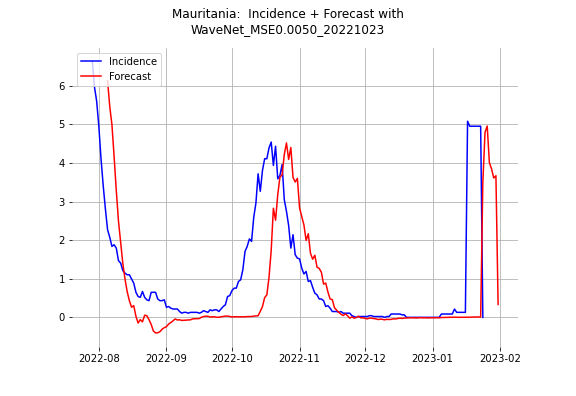 Mauritania:  Incidence + Forecast with
WaveNet_MSE0.0050_20221023
Incidence
Forecast
6
5
4
3
2
1
0
2022-08 2022-09 2022-10 2022-11 2022-12 2023-01 2023-02